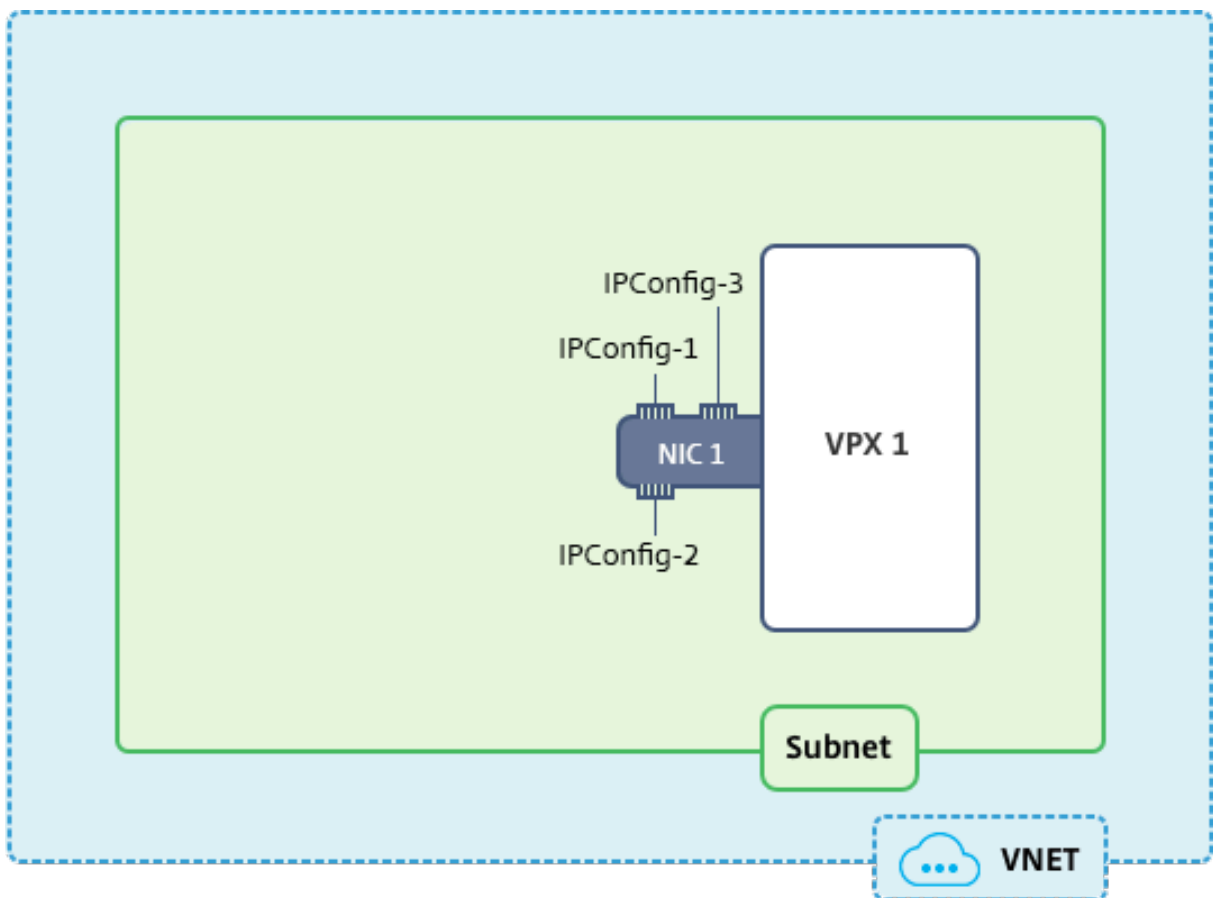 IPConfig-3
IPConfig-1
NIC 1
VPX 1
IPConfig-2
Subnet
VNET